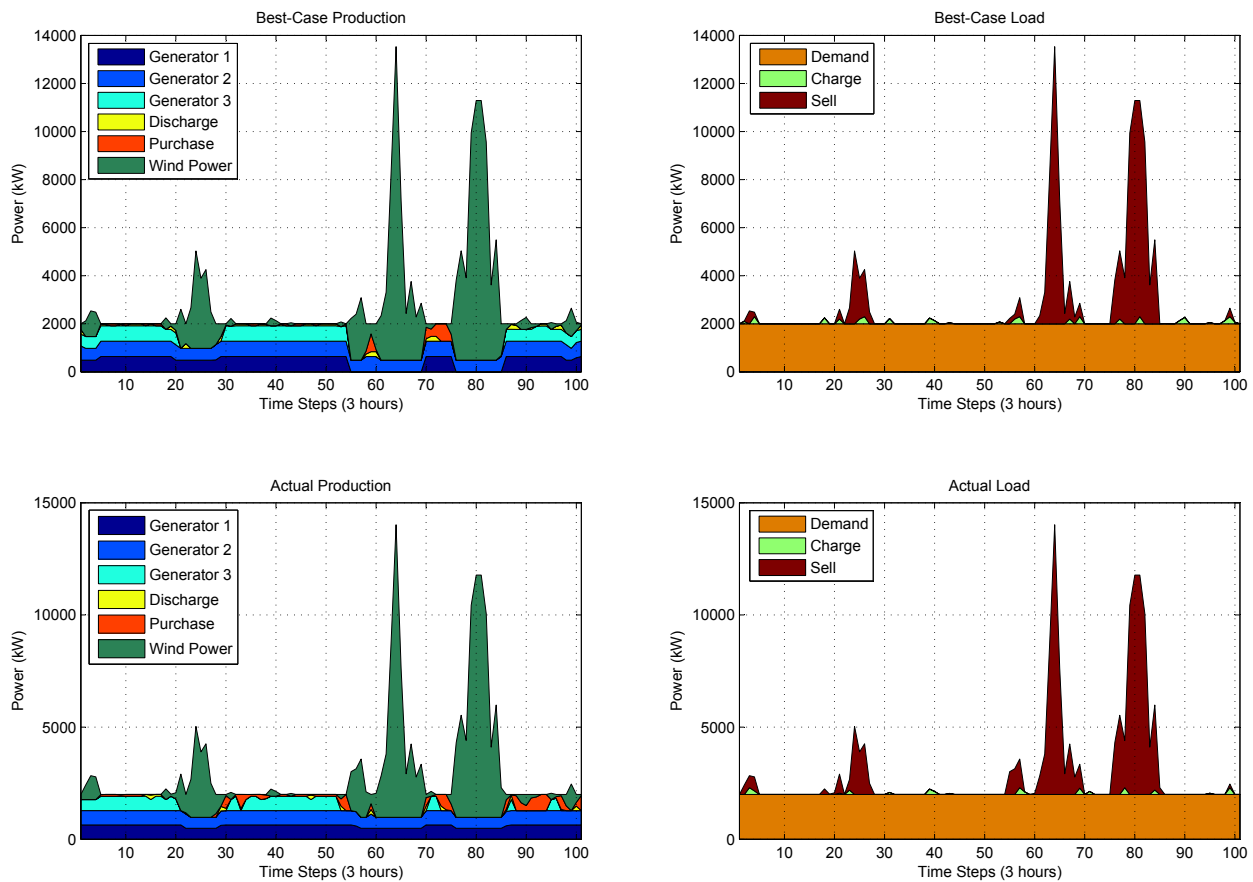 Best-Case Production
14000
12000
10000
8000
6000
4000
2000
0
Power (kW)
Generator 1
Generator 2
Generator 3
Discharge
Purchase
Wind Power
10 20 30 40 50 60 70 80 90 100
Time Steps (3 hours)
Best-Case Load
14000
12000
10000
8000
6000
4000
2000
0
Power (kW)
Demand
Charge
Sell
10 20 30 40 50 60 70 80 90 100
Time Steps (3 hours)
Actual Production
15000
10000
5000
0
Power (kW)
Generator 1
Generator 2
Generator 3
Discharge
Purchase
Wind Power
10 20 30 40 50 60 70 80 90 100
Time Steps (3 hours)
Actual Load
15000
10000
5000
0
Power (kW)
Demand
Charge
Sell
10 20 30 40 50 60 70 80 90 100
Time Steps (3 hours)